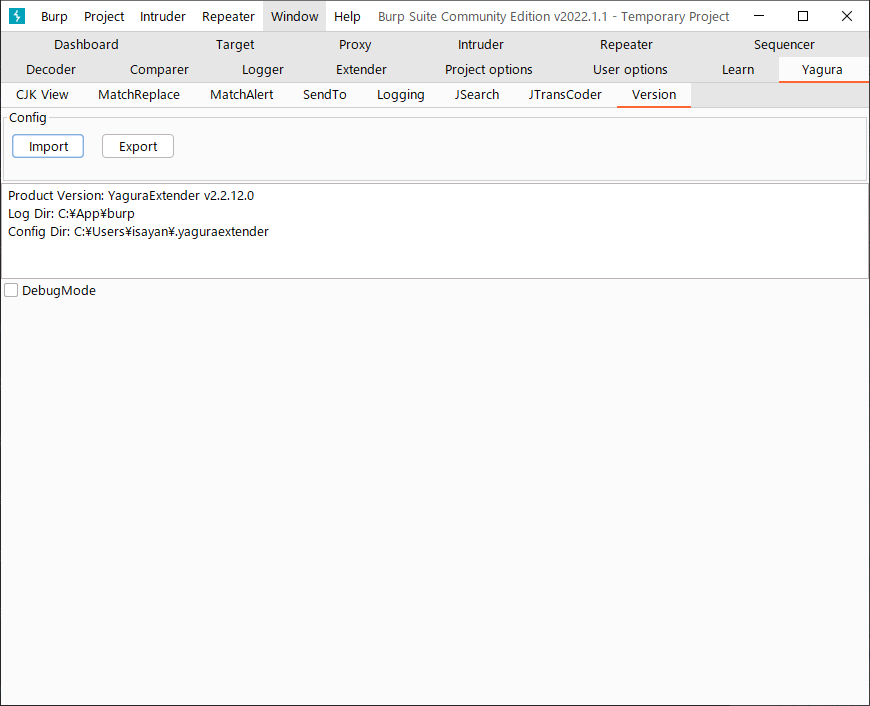 Burp Project Intruder Repeater Window Help Burp Suite Community Edition v2022.1.1 - Temporary Project
Dashboard Target Proxy Intruder Repeater Sequencer
Decoder Comparer Logger Extender Project options User options Learn Yagura
CJK View MatchReplace MatchAlert SendTo Logging JSearch JTransCoder Version
Config
Import Export
Product Version: YaguraExtender v2.2.12.0
Log Dir: C:¥App¥burp
Config Dir: C:¥Users¥isayan¥.yaguraextender
DebugMode